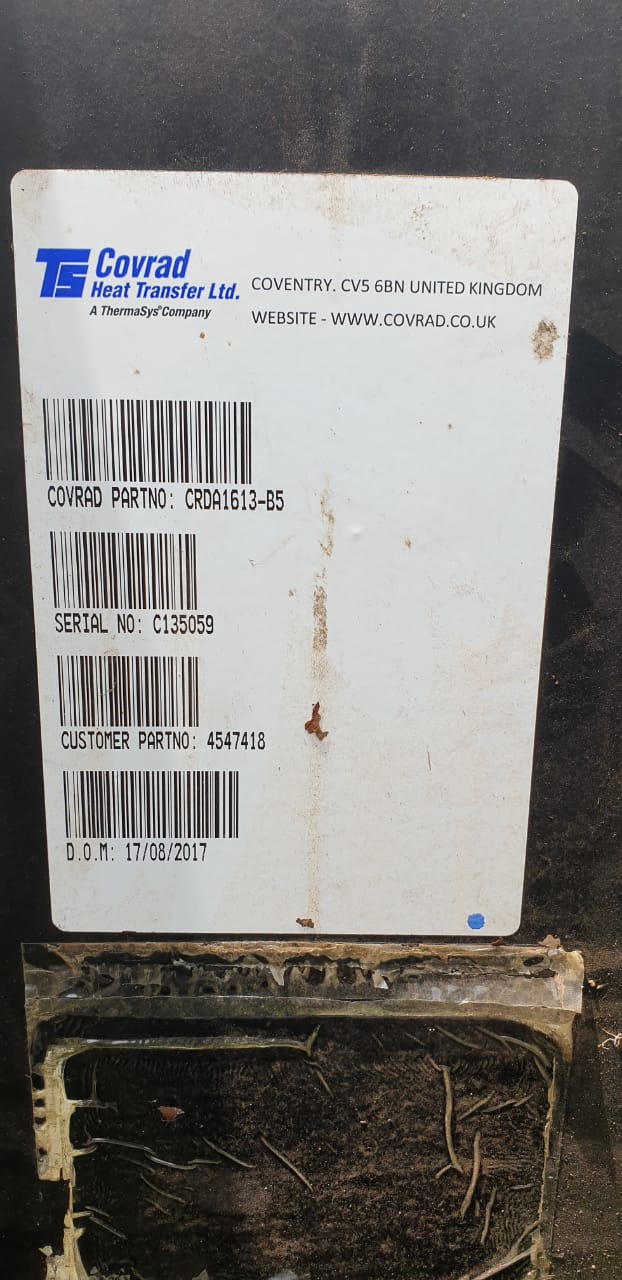 TS Covrad
Heat Transfer Ltd.
A ThermaSys® Company
COVENTRY. CV5 6BN UNITED KINGDOM
WEBSITE - WWW.COVRAD.CO.UK
COVRAD PARTNO: CRDA1613-B5
SERIAL NO: C135059
CUSTOMER PARTNO: 4547418
D.O.M: 17/08/2017